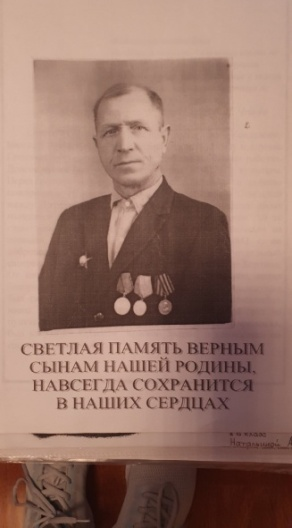 СВЕТЛАЯ ПАМЯТЬ ВЕРНЫМ
СЫНАМ НАШЕЙ РОДИНЫ,
НАВСЕГДА СОХРАНИТСЯ
В НАШИХ СЕРДЦАХ